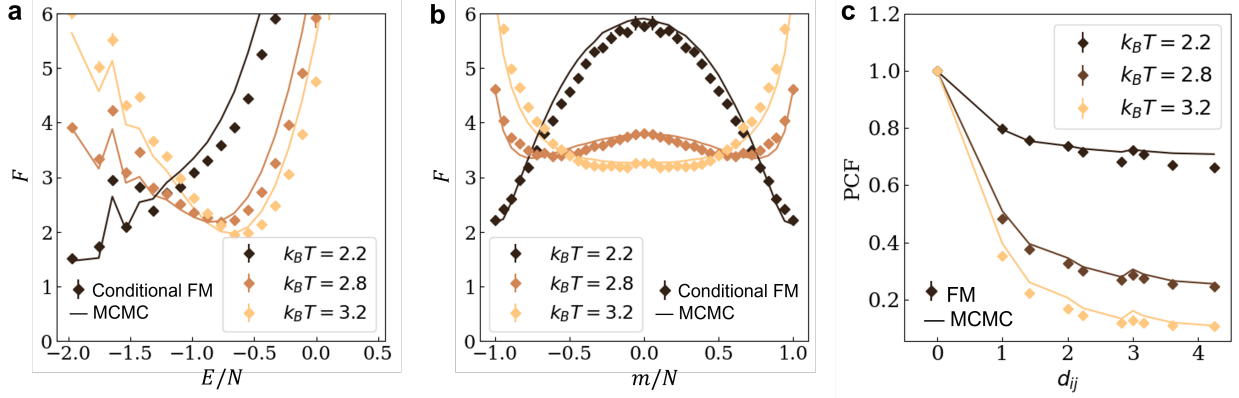 a
6
5
4
3
2
1
0
F
k_BT = 2.2
k_BT = 2.8
k_BT = 3.2
Conditional FM
MCMC
−2.0 −1.5 −1.0 −0.5 0.0 0.5
E/N
b
6
5
4
3
2
1
0
F
k_BT = 2.2
k_BT = 2.8
k_BT = 3.2
Conditional FM
MCMC
−1.0 −0.5 0.0 0.5 1.0
m/N
c
1.2
1.0
0.8
0.6
0.4
0.2
PCF
k_BT = 2.2
k_BT = 2.8
k_BT = 3.2
FM
MCMC
0 1 2 3 4
d_ij